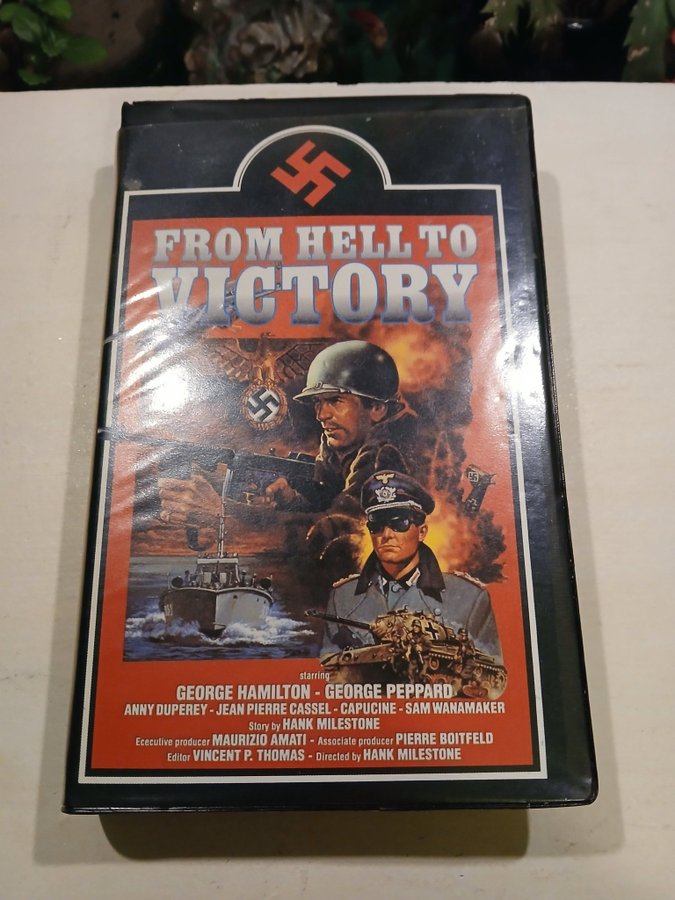 FROM HELL TO
VICTORY
starring
GEORGE HAMILTON - GEORGE PEPPARD
ANNY DUPEREY - JEAN PIERRE CASSEL - CAPUCINE - SAM WANAMAKER
Story by HANK MILESTONE
Ececutive producer MAURIZIO AMATI - Associate producer PIERRE BOITFELD
Editor VINCENT P. THOMAS - Directed by HANK MILESTONE